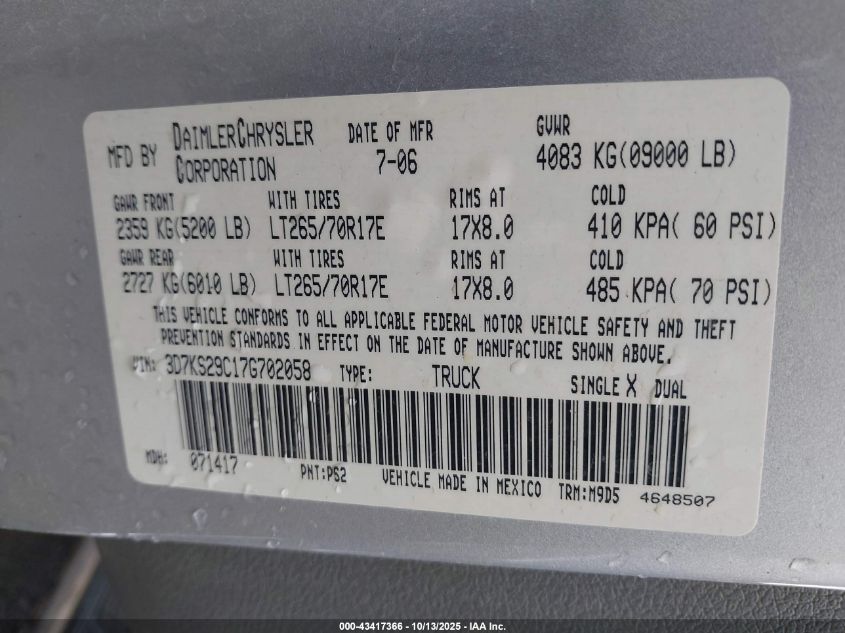 MFD BY DAIMLERCHRYSLER CORPORATION DATE OF MFR 7-06 GVWR 4083 KG(09000 LB)
GAWR FRONT WITH TIRES RIMS AT COLD
2359 KG(5200 LB) LT265/70R17E 17X8.0 410 KPA( 60 PSI)
GAWR REAR WITH TIRES RIMS AT COLD
2727 KG(6010 LB) LT265/70R17E 17X8.0 485 KPA( 70 PSI)
THIS VEHICLE CONFORMS TO ALL APPLICABLE FEDERAL MOTOR VEHICLE SAFETY AND THEFT
PREVENTION STANDARDS IN EFFECT ON THE DATE OF MANUFACTURE SHOWN ABOVE.
VIN: 3D7KS29C17G702058 TYPE: TRUCK SINGLE X DUAL
MDH: 071417 PNT:PS2 VEHICLE MADE IN MEXICO TRM:M9D5 4648507
000-43417366 - 10/13/2025 - IAA Inc.